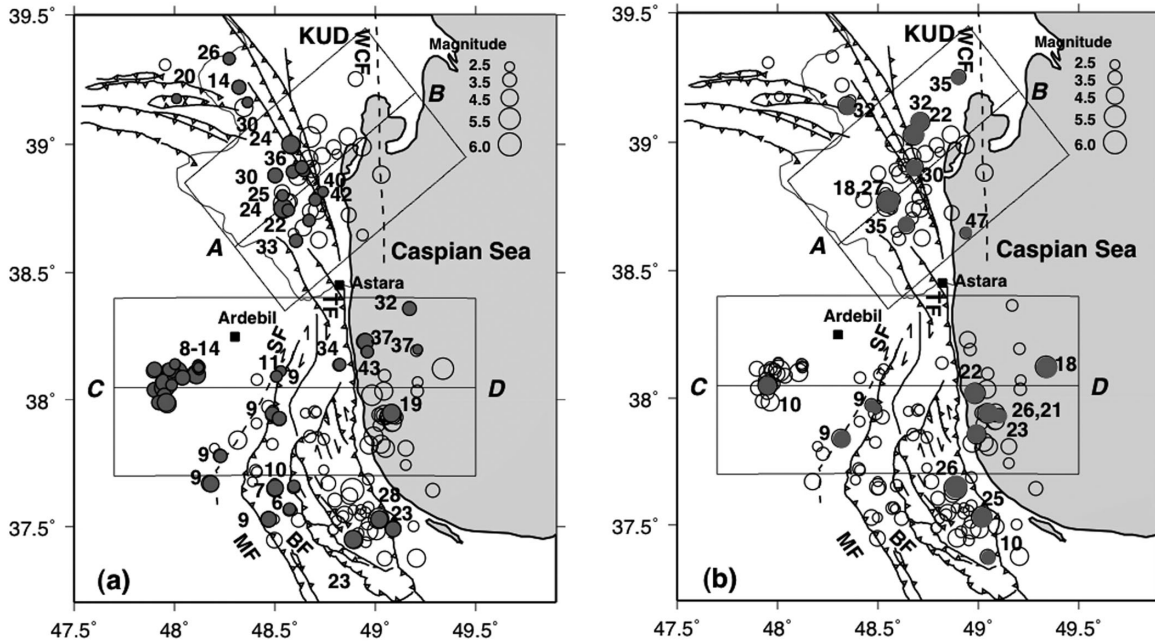 39.5˚
39˚
38.5˚
38˚
37.5˚
47.5˚
48˚
48.5˚
49˚
49.5˚
KUD
WCF
Magnitude
2.5
3.5
4.5
5.5
6.0
26
20
14
30
24
36
30
25
24
22
33
40
42
A
B
Caspian Sea
Astara
TF
Ardebil
SF
32
37
37
34
43
8-14
11
9
9
19
C
D
9
9
10
7
6
9
28
23
MF
BF
23
(a)
39.5˚
39˚
38.5˚
38˚
37.5˚
47.5˚
48˚
48.5˚
49˚
49.5˚
KUD
WCF
Magnitude
2.5
3.5
4.5
5.5
6.0
35
32
32
22
30
18,27
35
47
A
B
Caspian Sea
Astara
TF
Ardebil
SF
18
22
C
D
10
9
26,21
23
9
26
25
10
MF
BF
(b)